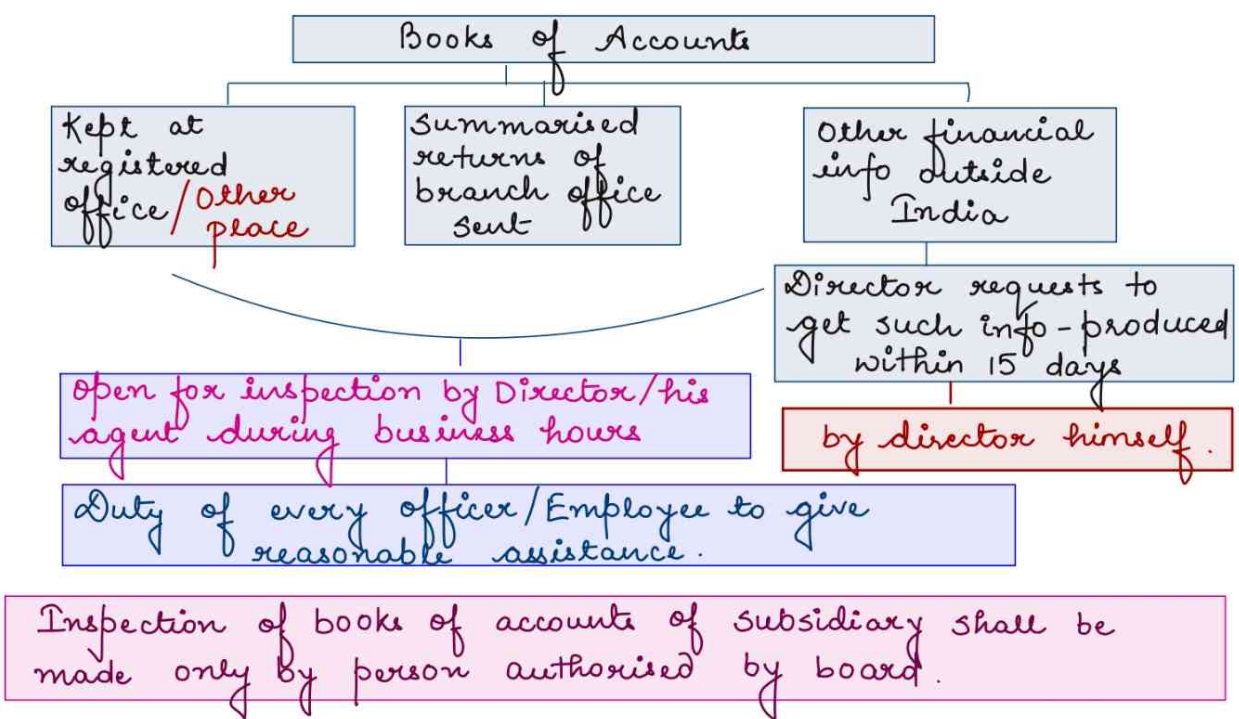 Books of Accounts
Kept at
registered
office/Other
place
Summarised
returns of
branch office
sent
Other financial
info outside
India
Director requests to
get such info - produced
within 15 days
by director himself.
Open for inspection by Director/his
agent during business hours
Duty of every officer/Employee to give
reasonable assistance.
Inspection of books of accounts of subsidiary shall be
made only by person authorised by board.